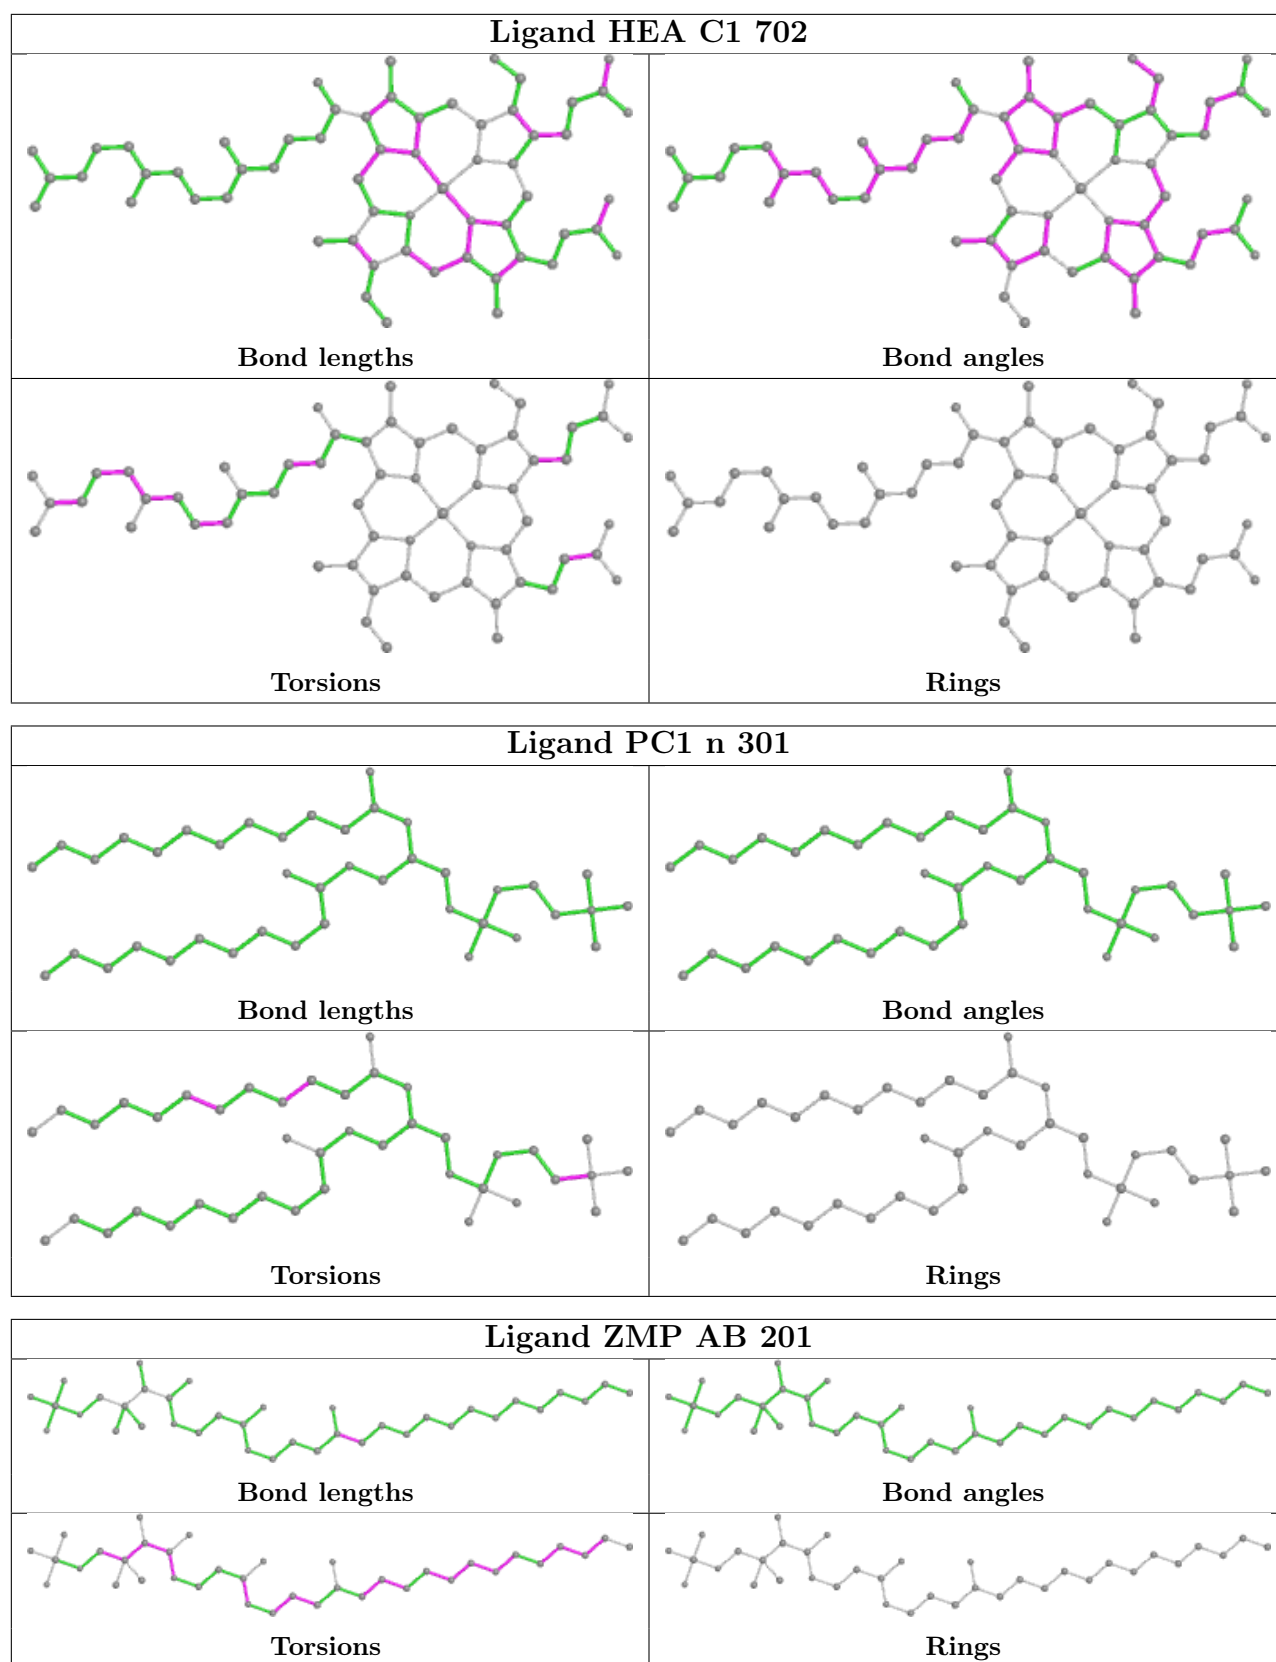 Ligand HEA C1 702
Bond lengths
Bond angles
Torsions
Rings
Ligand PC1 n 301
Bond lengths
Bond angles
Torsions
Rings
Ligand ZMP AB 201
Bond lengths
Bond angles
Torsions
Rings